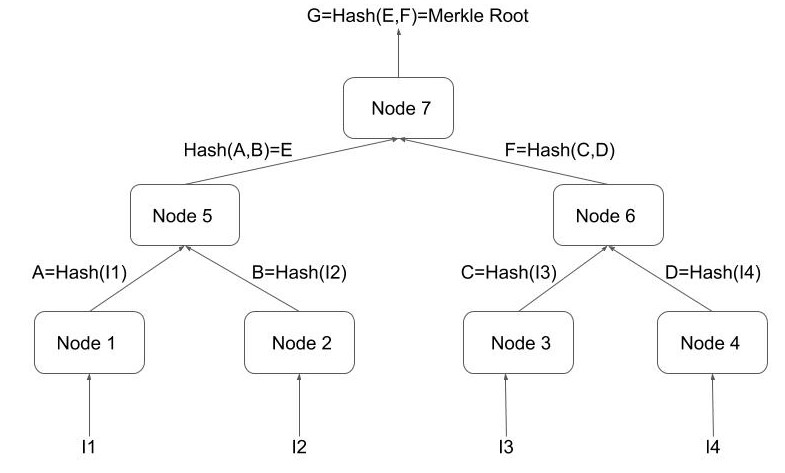 G=Hash(E,F)=Merkle Root
Node 7
Hash(A,B)=E
F=Hash(C,D)
Node 5
Node 6
A=Hash(I1)
B=Hash(I2)
C=Hash(I3)
D=Hash(I4)
Node 1
Node 2
Node 3
Node 4
I1
I2
I3
I4